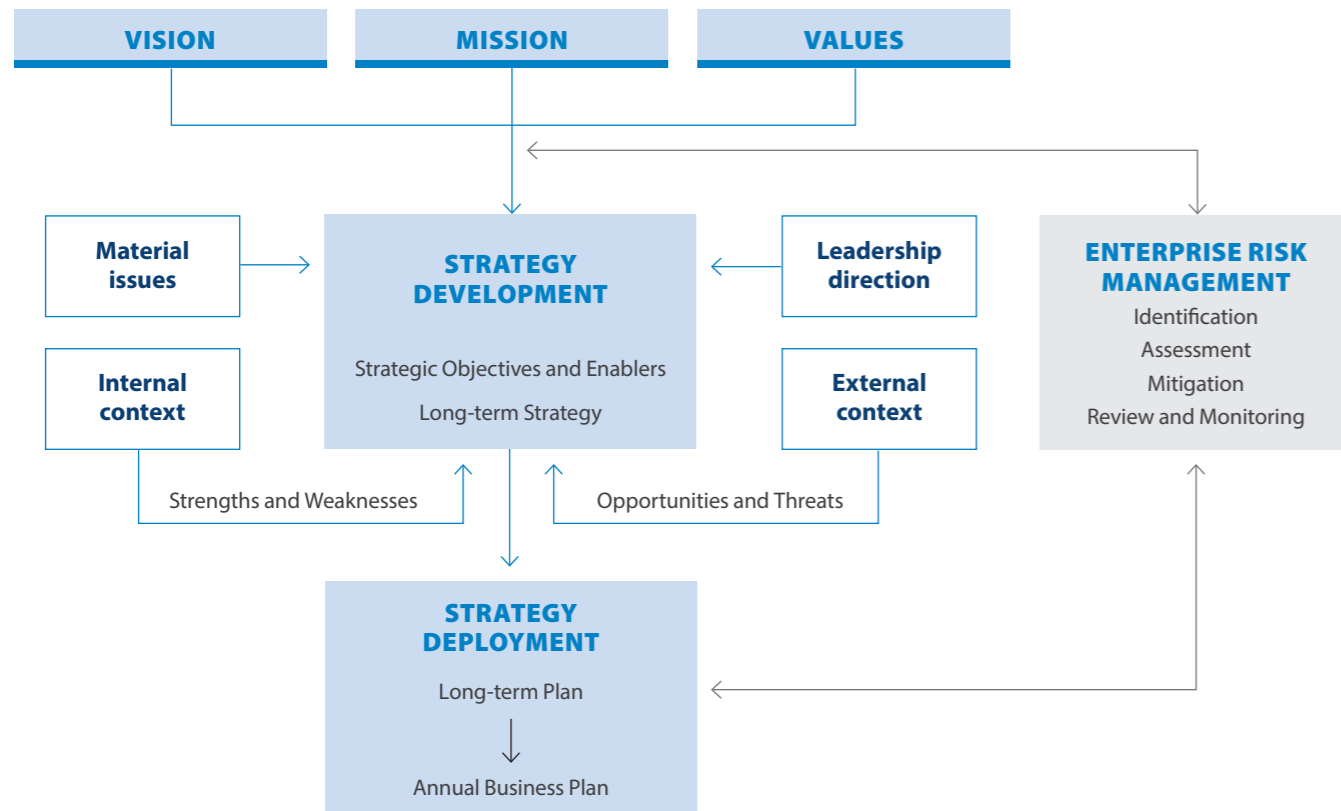 VISION
MISSION
VALUES
Material
issues
STRATEGY
DEVELOPMENT
Strategic Objectives and Enablers
Long-term Strategy
Leadership
direction
ENTERPRISE RISK
MANAGEMENT
Identification
Assessment
Mitigation
Review and Monitoring
Internal
context
External
context
Strengths and Weaknesses
Opportunities and Threats
STRATEGY
DEPLOYMENT
Long-term Plan
Annual Business Plan